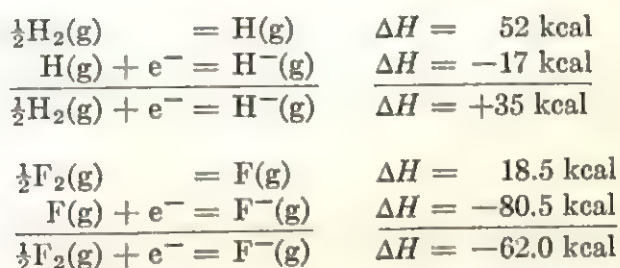 ½H₂(g) = H(g) ΔH = 52 kcal
H(g) + e⁻ = H⁻(g) ΔH = −17 kcal
½H₂(g) + e⁻ = H⁻(g) ΔH = +35 kcal
½F₂(g) = F(g) ΔH = 18.5 kcal
F(g) + e⁻ = F⁻(g) ΔH = −80.5 kcal
½F₂(g) + e⁻ = F⁻(g) ΔH = −62.0 kcal